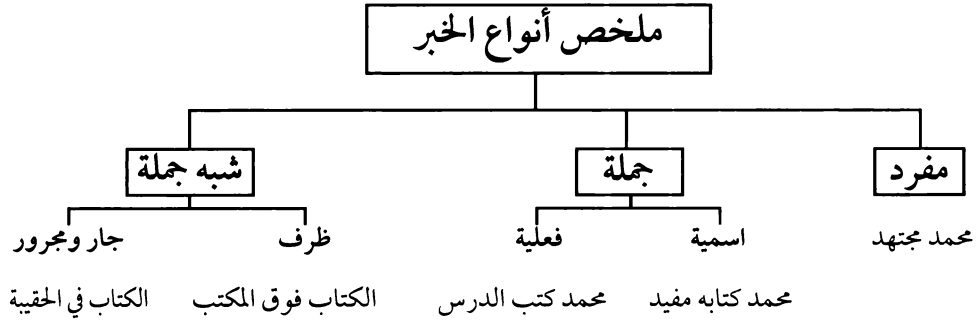 ملخص أنواع الخبر
مفرد
جملة
شبه جملة
محمد مجتهد
اسمية
فعلية
ظرف
جار ومجرور
محمد كتابه مفيد
محمد كتب الدرس
الكتاب فوق المكتب
الكتاب في الحقيبة